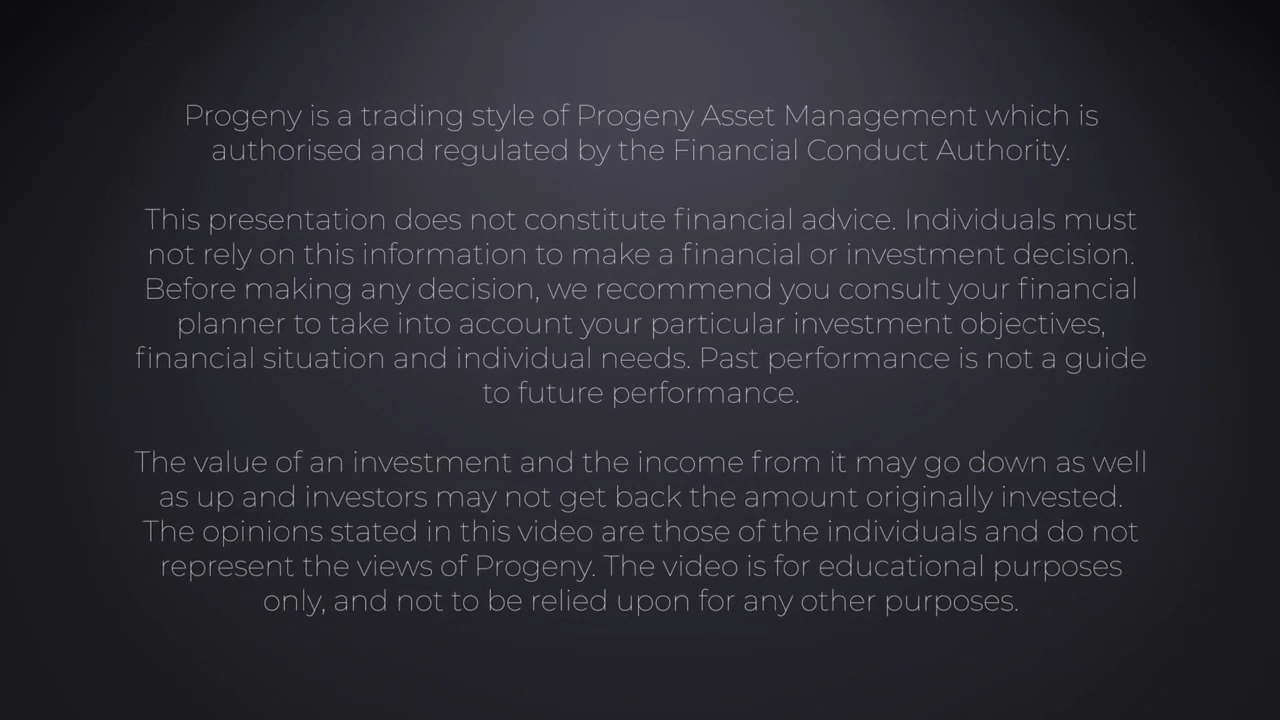 Progeny is a trading style of Progeny Asset Management which is
authorised and regulated by the Financial Conduct Authority.
This presentation does not constitute financial advice. Individuals must
not rely on this information to make a financial or investment decision.
Before making any decision, we recommend you consult your financial
planner to take into account your particular investment objectives,
financial situation and individual needs. Past performance is not a guide
to future performance.
The value of an investment and the income from it may go down as well
as up and investors may not get back the amount originally invested.
The opinions stated in this video are those of the individuals and do not
represent the views of Progeny. The video is for educational purposes
only, and not to be relied upon for any other purposes.